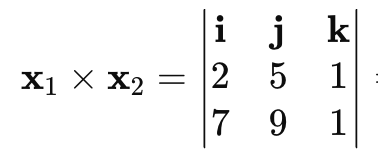 i j k
x₁ × x₂ = 2 5 1
7 9 1